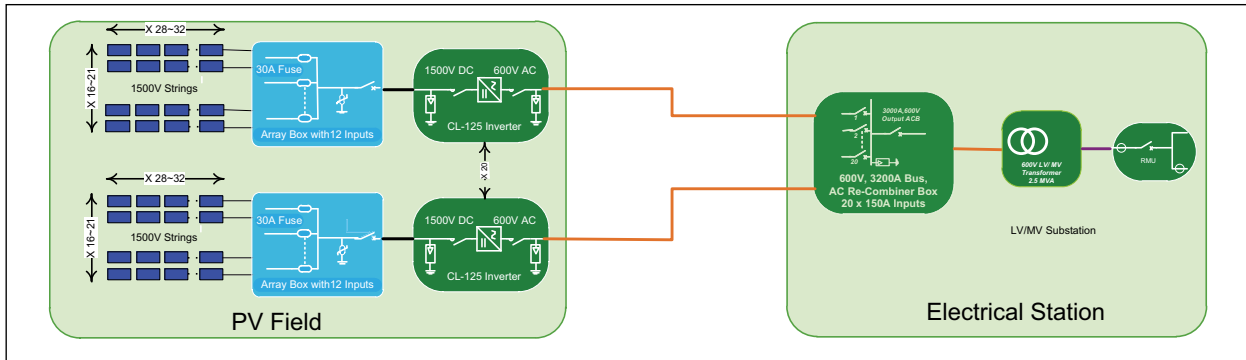 X 28~32
X 16~21
1500V Strings
30A Fuse
Array Box with12 Inputs
1500V DC
600V AC
CL-125 Inverter
X 20
X 28~32
X 16~21
1500V Strings
30A Fuse
Array Box with12 Inputs
1500V DC
600V AC
CL-125 Inverter
PV Field
3000A,600V
Output ACB
1
2
20
600V, 3200A Bus,
AC Re-Combiner Box
20 x 150A Inputs
600V LV/ MV
Transformer
2.5 MVA
RMU
LV/MV Substation
Electrical Station